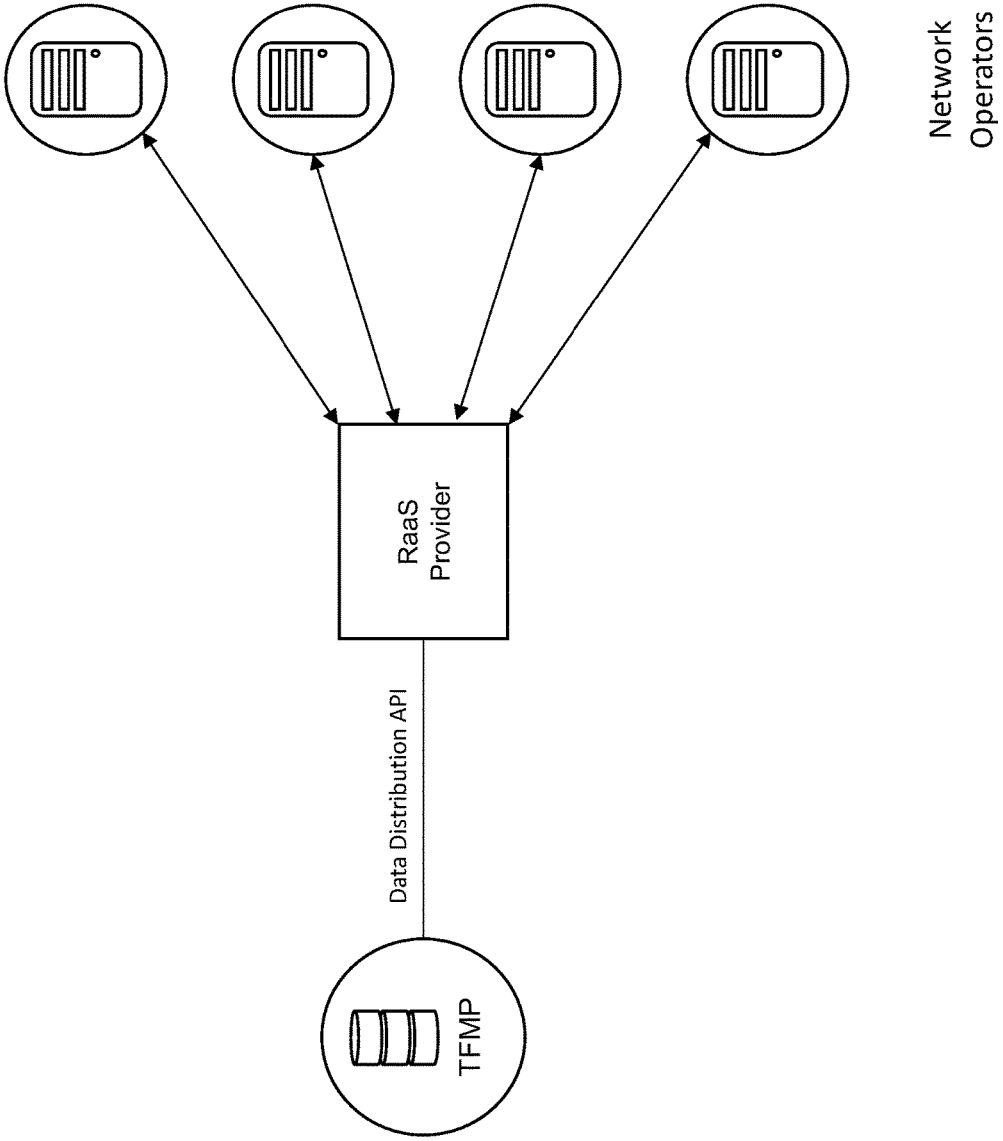 TFMP
Data Distribution API
RaaS
Provider
Network
Operators